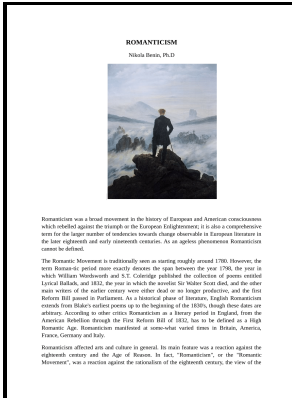 ROMANTICISM
Nikola Benin, Ph.D
Romanticism was a broad movement in the history of European and American consciousness
which rebelled against the triumph of the European Enlightenment; it is also a comprehensive
term for the larger number of tendencies towards change observable in European literature in
the later eighteenth and early nineteenth centuries. As an ageless phenomenon Romanticism
cannot be defined.
The Romantic Movement is traditionally seen as starting roughly around 1780. However, the
term Roman-tic period more exactly denotes the span between the year 1798, the year in
which William Wordsworth and S.T. Coleridge published the collection of poems entitled
Lyrical Ballads, and 1832, the year in which the novelist Sir Walter Scott died, and the other
main writers of the earlier century were either dead or no longer productive, and the first
Reform Bill passed in Parliament. As a historical phase of literature, English Romanticism
extends from Blake's earliest poems up to the beginning of the 1830's, though these dates are
arbitrary. According to other critics Romanticism as a literary period in England, from the
American Rebellion through the First Reform Bill of 1832, has to be defined as a High
Romantic Age. Romanticism manifested at some-what varied times in Britain, America,
France, Germany and Italy.
Romanticism affected arts and culture in general. Its main feature was a reaction against the
eighteenth century and the Age of Reason. In fact, "Romanticism", or the "Romantic
Movement", was a reaction against the rationalism of the eighteenth century, the view of the